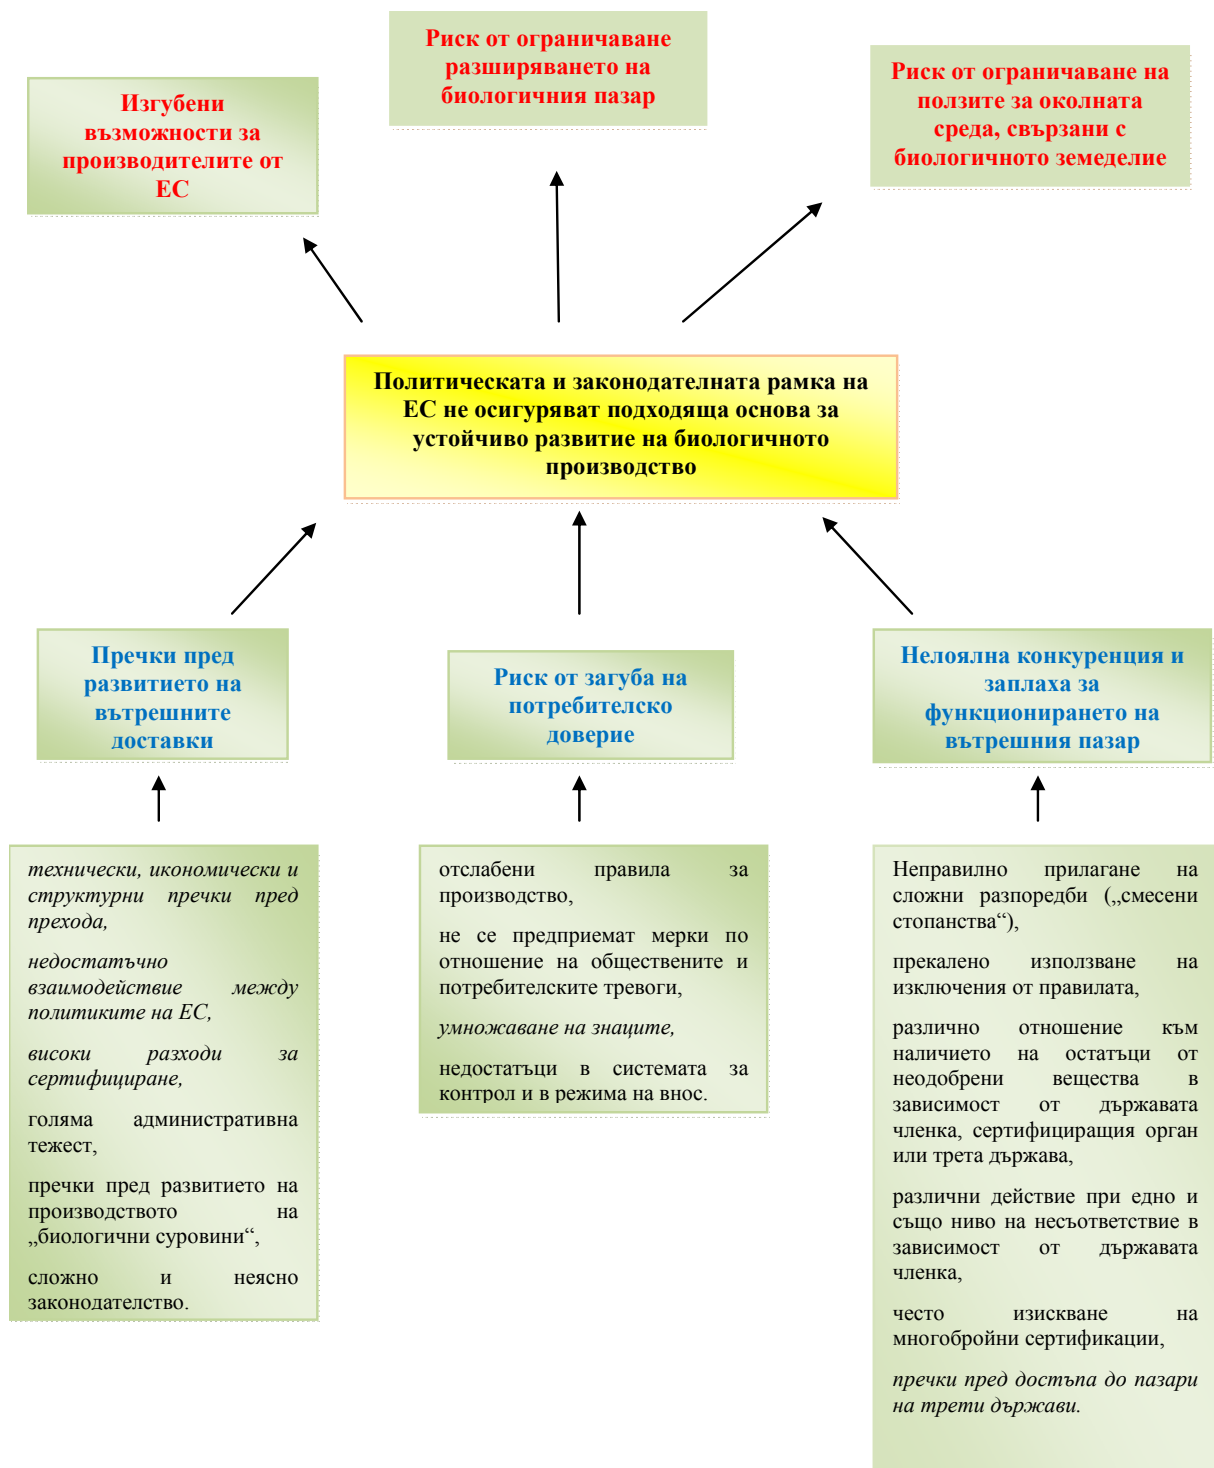 Риск от ограничаване
разширяването на
биологичния пазар
Риск от ограничаване на
ползите за околната
среда, свързани с
биологичното земеделие
Изгубени
възможности за
производителите от
ЕС
Политическата и законодателната рамка на
ЕС не осигуряват подходяща основа за
устойчиво развитие на биологичното
производство
Пречки пред
развитието на
вътрешните
доставки
Риск от загуба на
потребителско
доверие
Нелоялна конкуренция и
заплаха за
функционирането на
вътрешния пазар
технически, икономически и
структурни пречки пред
прехода,
недостатъчно
взаимодействие между
политиките на ЕС,
високи разходи за
сертифициране,
голяма административна
тежест,
пречки пред развитието на
производството на
„биологични суровини“,
сложно и неясно
законодателство.
отслабени правила за
производство,
не се предприемат мерки по
отношение на обществените и
потребителските тревоги,
умножаване на знаците,
недостатъци в системата за
контрол и в режима на внос.
Неправилно прилагане на
сложни разпоредби („смесени
стопанства“),
прекалено използване на
изключения от правилата,
различно отношение към
наличието на остатъци от
неодобрени вещества в
зависимост от държавата
членка, сертифициращия орган
или трета държава,
различни действие при едно и
също ниво на несъответствие в
зависимост от държавата
членка,
често изискване на
многобройни сертификации,
пречки пред достъпа до пазари
на трети държави.